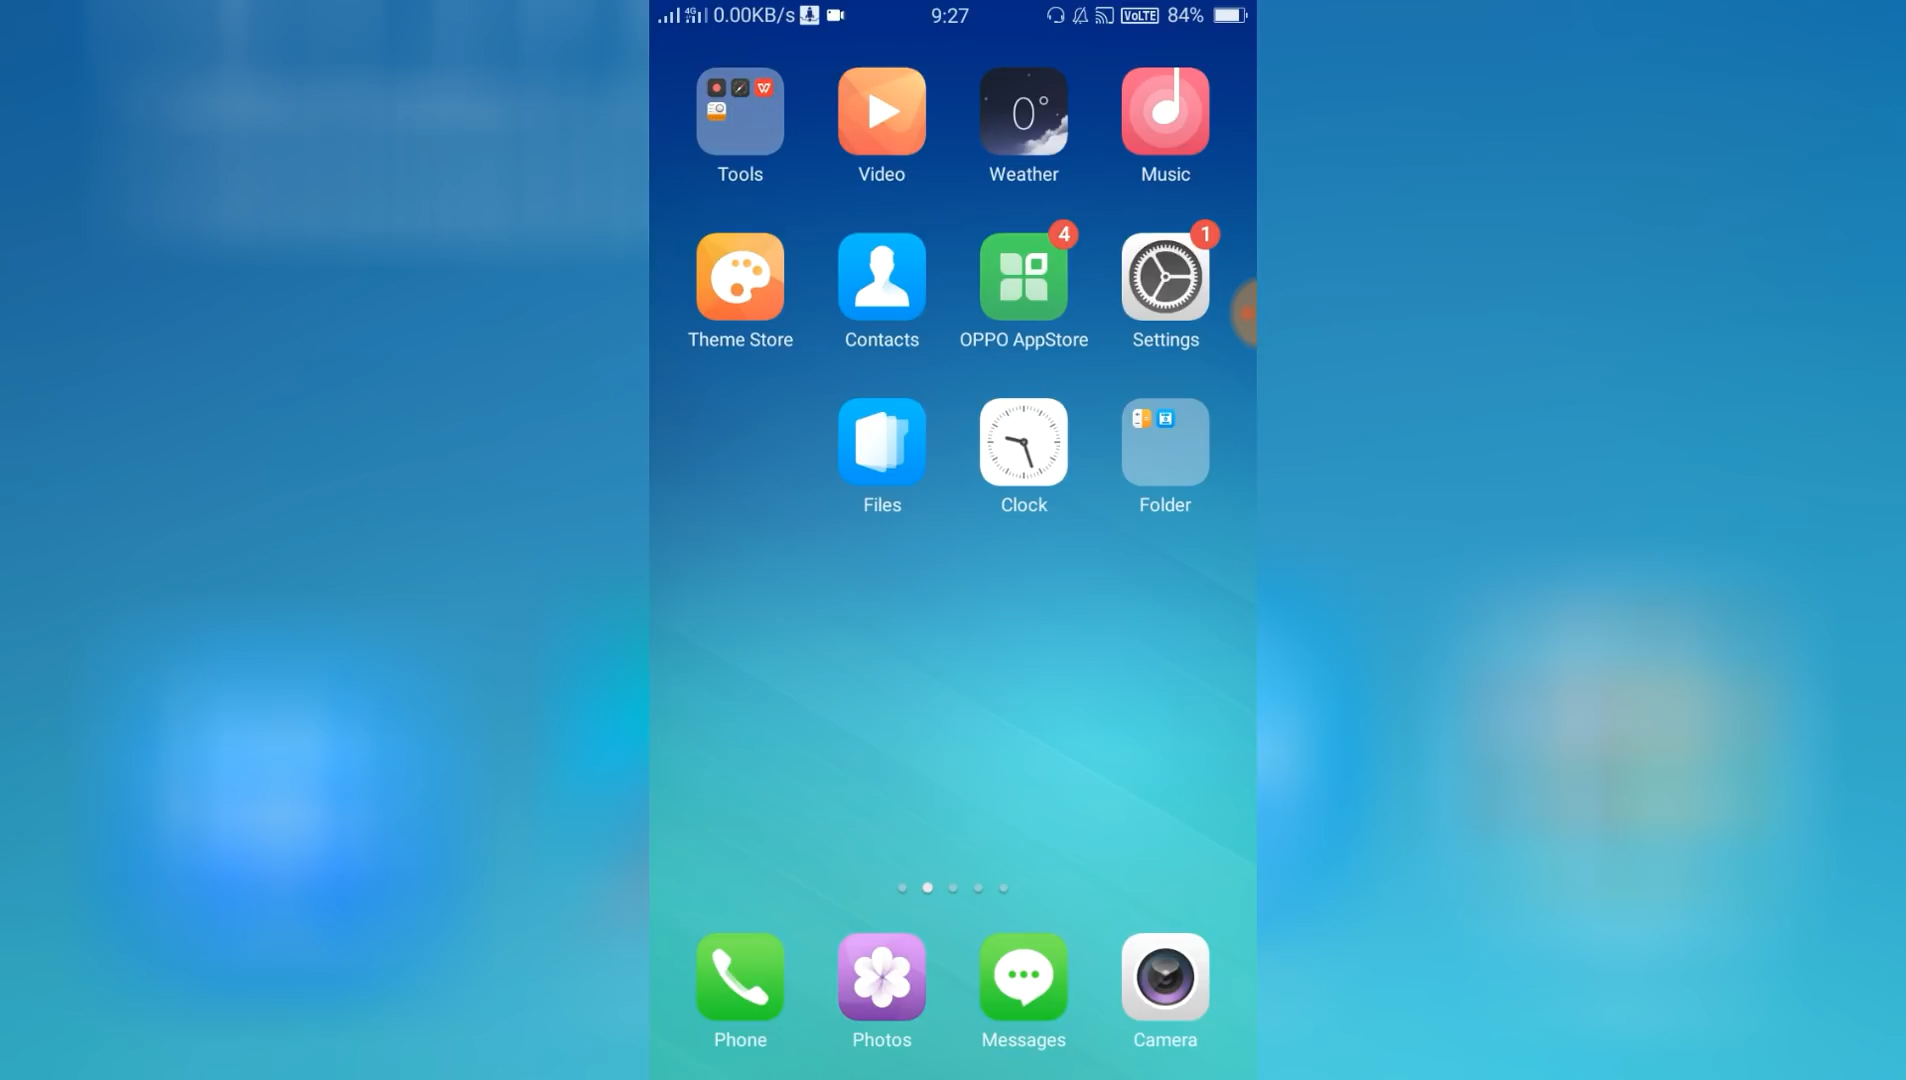 4G 0.00KB/s 9:27 VoLTE 84%
0°
Tools Video Weather Music
4 1
Theme Store Contacts OPPO AppStore Settings
Files Clock Folder
Phone Photos Messages Camera